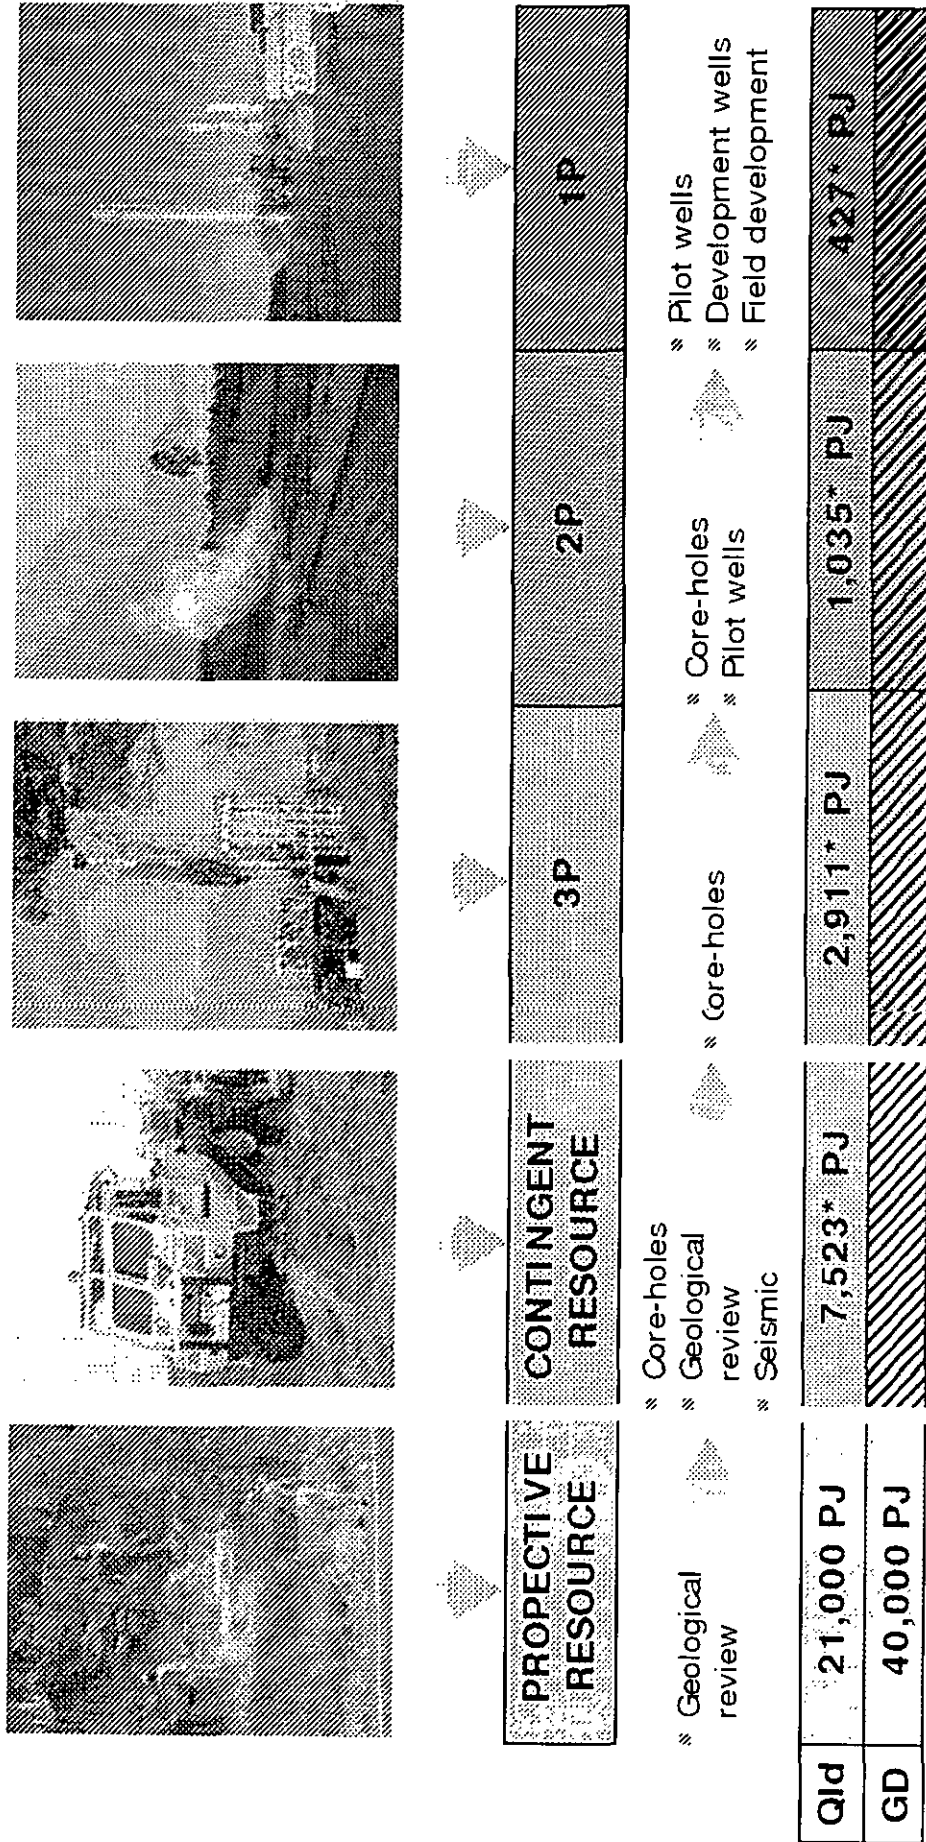 PROPECTIVE
RESOURCE
CONTINGENT
RESOURCE
3P
2P
1P
» Geological
review
» Core-holes
» Geological
review
» Seismic
» Core-holes
» Core-holes
» Pilot wells
» Pilot wells
» Development wells
» Field development
Qld 21,000 PJ 7,523* PJ 2,911* PJ 1,035* PJ 427* PJ
GD 40,000 PJ